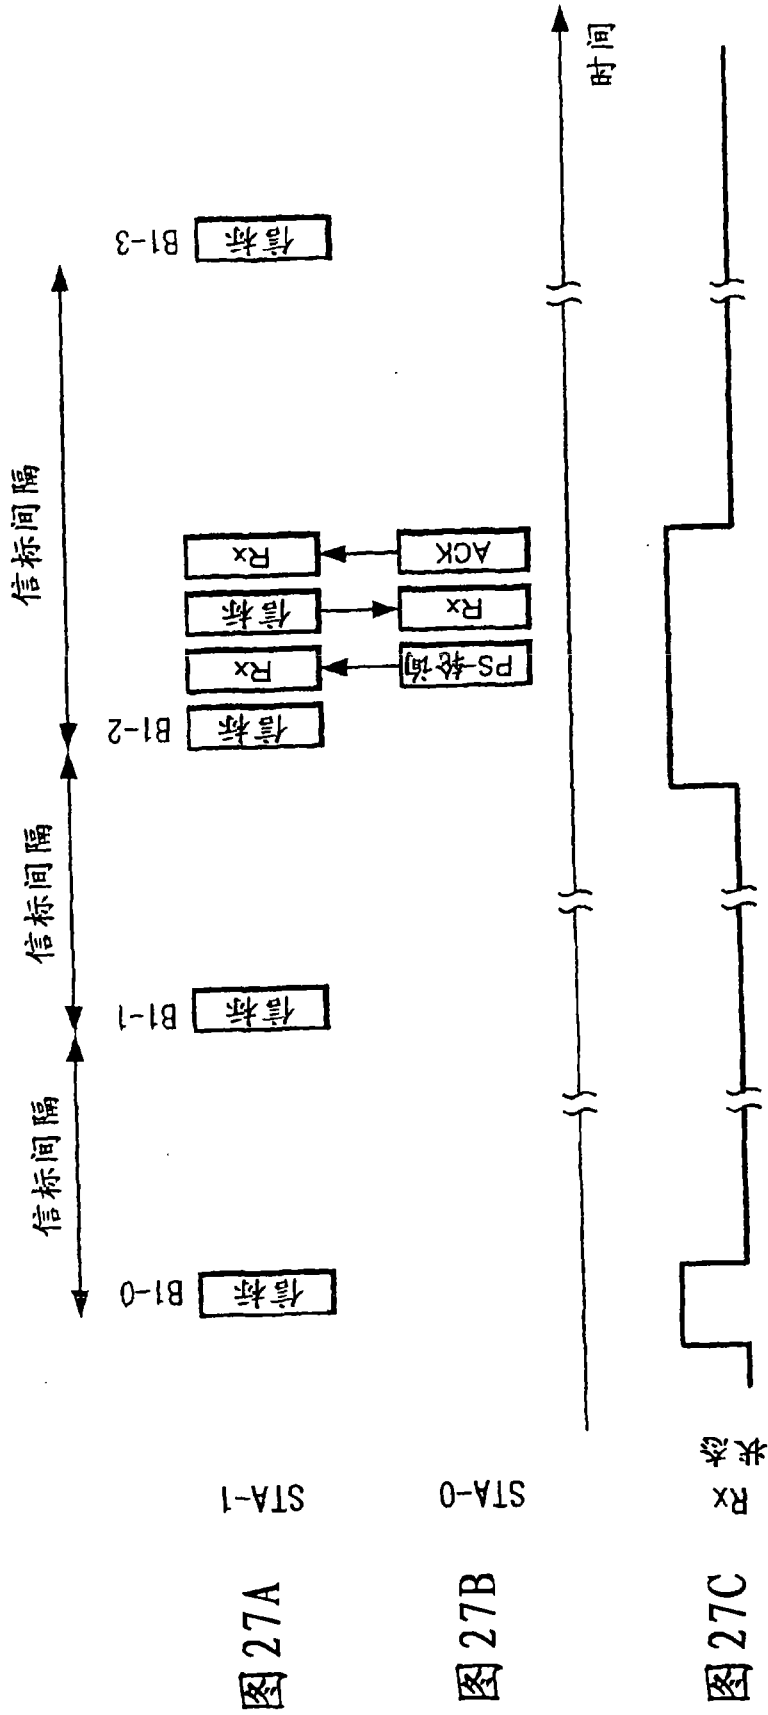 信标间隔
信标间隔
信标间隔
图27A
STA-1
B1-0
信标
B1-1
信标
B1-2
信标
Rx
信标
Rx
B1-3
信标
图27B
STA-0
PS-轮询
Rx
ACK
时间
图27C
Rx
状态